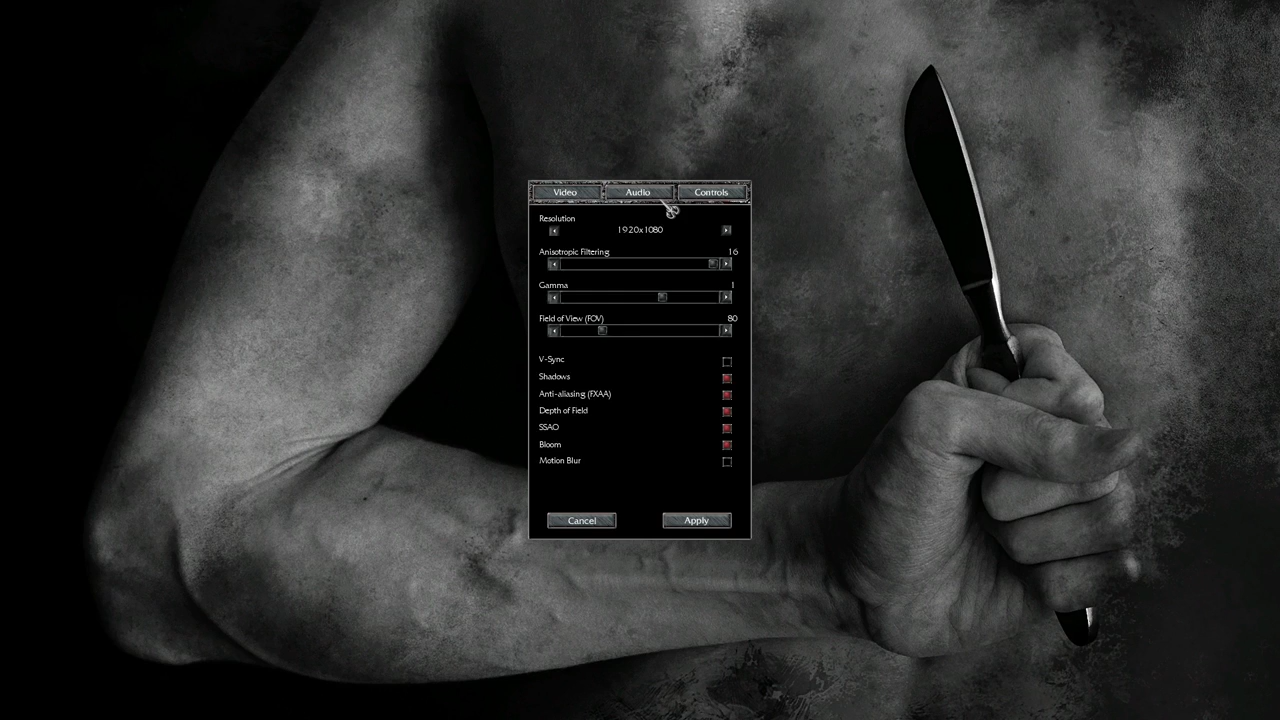 Video Audio Controls
Resolution
1920x1080
Anisotropic Filtering 16
Gamma 1
Field of View (FOV) 80
V-Sync
Shadows
Anti-aliasing (FXAA)
Depth of Field
SSAO
Bloom
Motion Blur
Cancel Apply